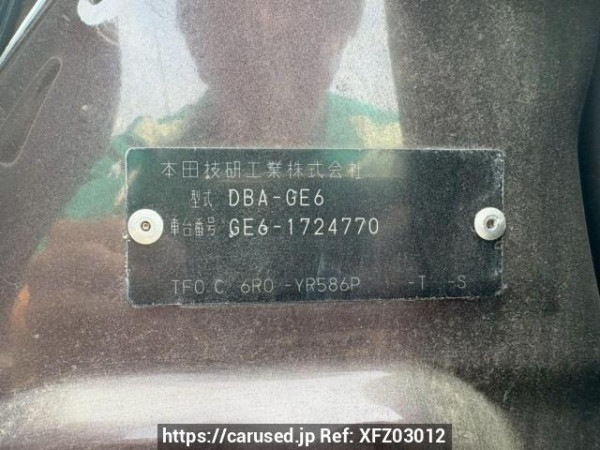 本田技研工業株式会社
型式 DBA-GE6
車台番号 GE6-1724770
TF0 C 6R0 -YR586P -T -S
https://carused.jp Ref: XFZ03012